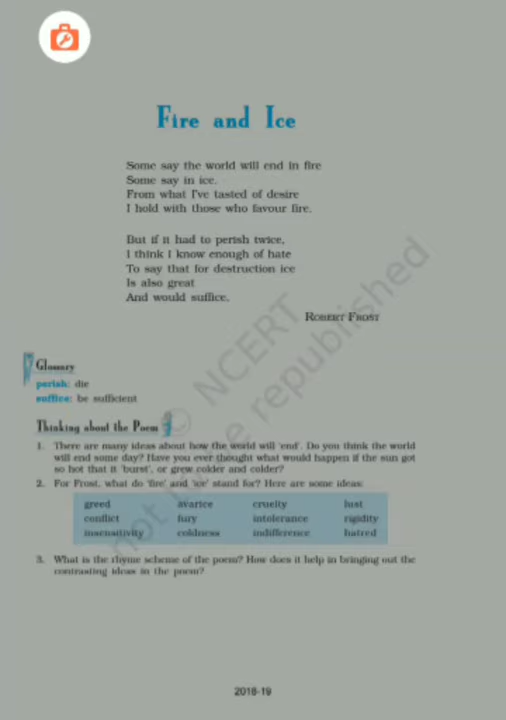 Fire and Ice
Some say the world will end in fire
Some say in ice.
From what I've tasted of desire
I hold with those who favour fire.
But if it had to perish twice,
I think I know enough of hate
To say that for destruction ice
Is also great
And would suffice.
ROBERT FROST
Glossary
perish: die
suffice: be sufficient
Thinking about the Poem
1. There are many ideas about how the world will 'end'. Do you think the world
will end some day? Have you ever thought what would happen if the sun got
so hot that it 'burst', or grew colder and colder?
2. For Frost, what do 'fire' and 'ice' stand for? Here are some ideas:
greed avarice cruelty lust
conflict fury intolerance rigidity
insensitivity coldness indifference hatred
3. What is the rhyme scheme of the poem? How does it help in bringing out the
contrasting ideas in the poem?
© NCERT
not to be republished
2018-19